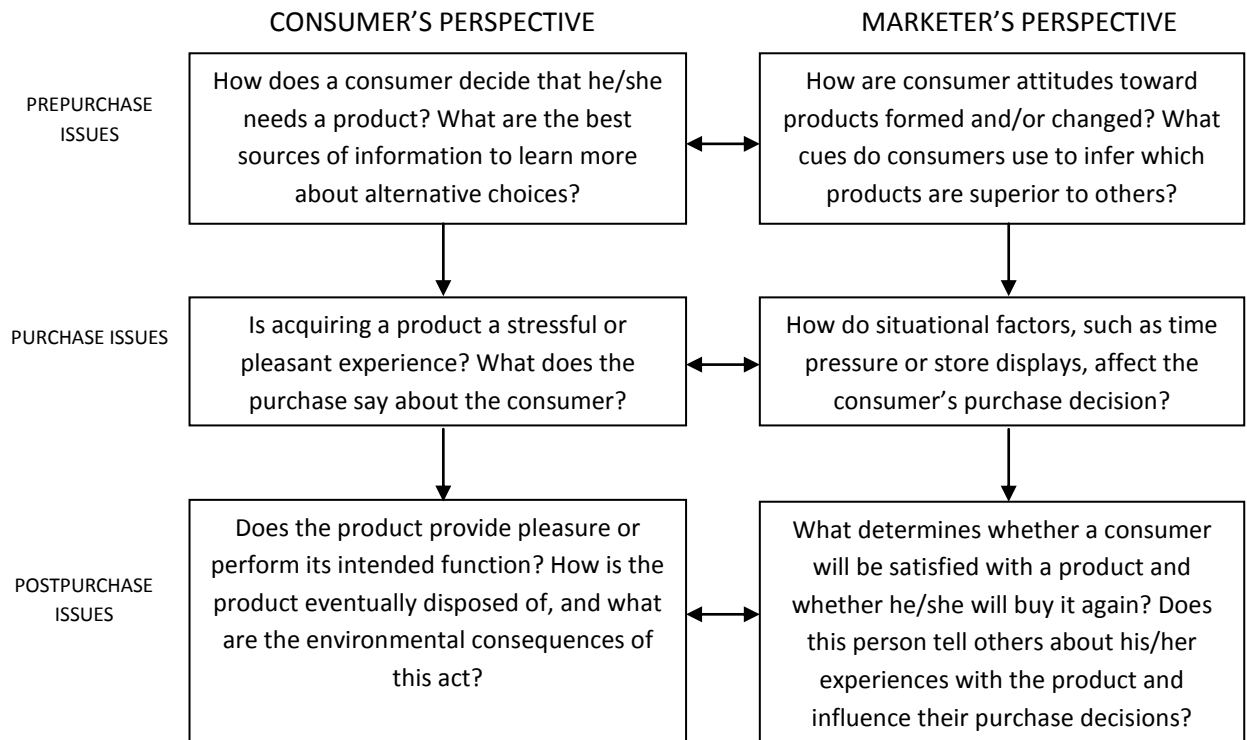 CONSUMER’S PERSPECTIVE
MARKETER’S PERSPECTIVE
PREPURCHASE
ISSUES
How does a consumer decide that he/she
needs a product? What are the best
sources of information to learn more
about alternative choices?
How are consumer attitudes toward
products formed and/or changed? What
cues do consumers use to infer which
products are superior to others?
PURCHASE ISSUES
Is acquiring a product a stressful or
pleasant experience? What does the
purchase say about the consumer?
How do situational factors, such as time
pressure or store displays, affect the
consumer’s purchase decision?
POSTPURCHASE
ISSUES
Does the product provide pleasure or
perform its intended function? How is the
product eventually disposed of, and what
are the environmental consequences of
this act?
What determines whether a consumer
will be satisfied with a product and
whether he/she will buy it again? Does
this person tell others about his/her
experiences with the product and
influence their purchase decisions?